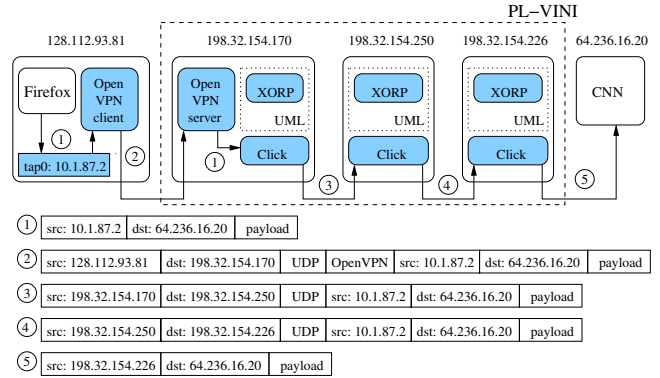 PL−VINI
128.112.93.81 198.32.154.170 198.32.154.250 198.32.154.226 64.236.16.20
Firefox
Open VPN client
Open VPN server
XORP
XORP
XORP
CNN
UML
UML
UML
1
tap0: 10.1.87.2
2
1
Click
Click
Click
3
4
5
1 src: 10.1.87.2 dst: 64.236.16.20 payload
2 src: 128.112.93.81 dst: 198.32.154.170 UDP OpenVPN src: 10.1.87.2 dst: 64.236.16.20 payload
3 src: 198.32.154.170 dst: 198.32.154.250 UDP src: 10.1.87.2 dst: 64.236.16.20 payload
4 src: 198.32.154.250 dst: 198.32.154.226 UDP src: 10.1.87.2 dst: 64.236.16.20 payload
5 src: 198.32.154.226 dst: 64.236.16.20 payload